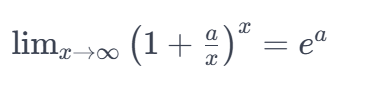 lim_{x→∞} (1 + a/x)^x = e^a